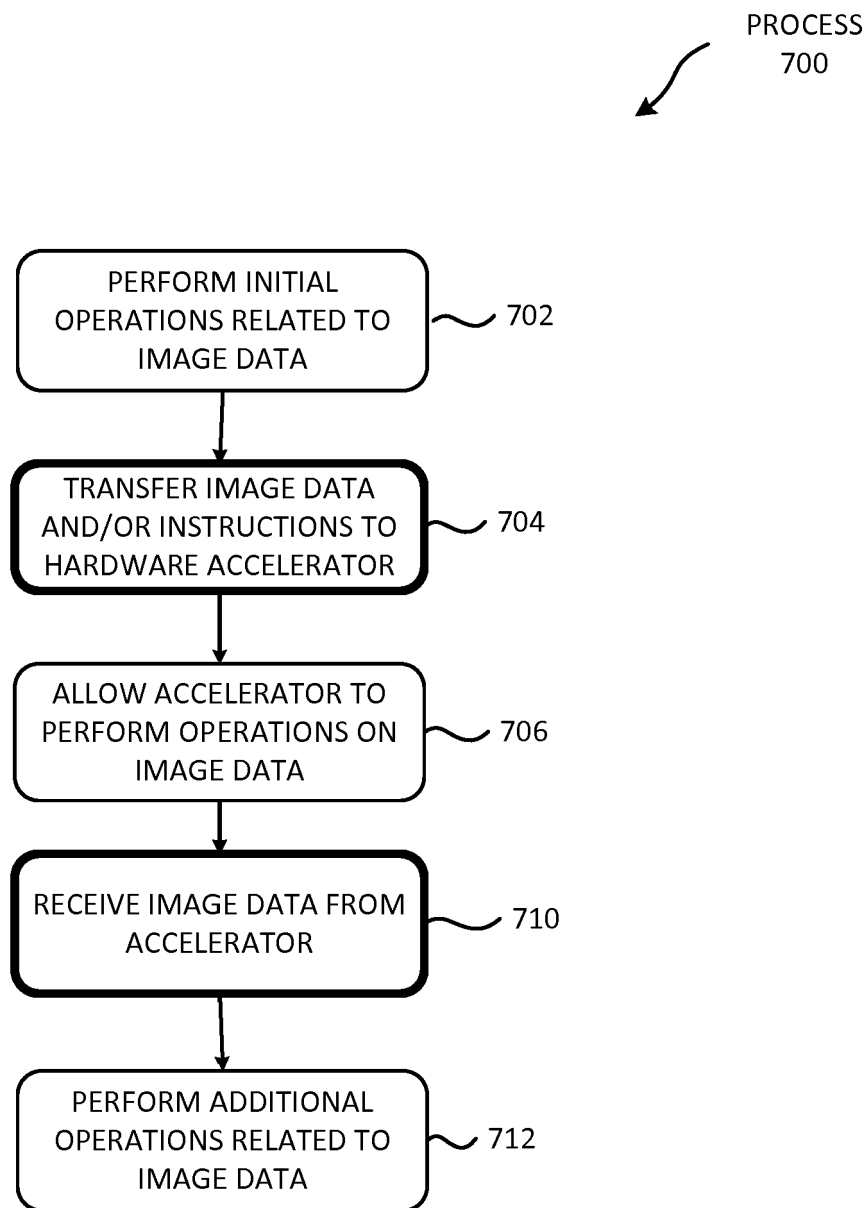 PROCESS
700
PERFORM INITIAL
OPERATIONS RELATED TO
IMAGE DATA
702
TRANSFER IMAGE DATA
AND/OR INSTRUCTIONS TO
HARDWARE ACCELERATOR
704
ALLOW ACCELERATOR TO
PERFORM OPERATIONS ON
IMAGE DATA
706
RECEIVE IMAGE DATA FROM
ACCELERATOR
710
PERFORM ADDITIONAL
OPERATIONS RELATED TO
IMAGE DATA
712